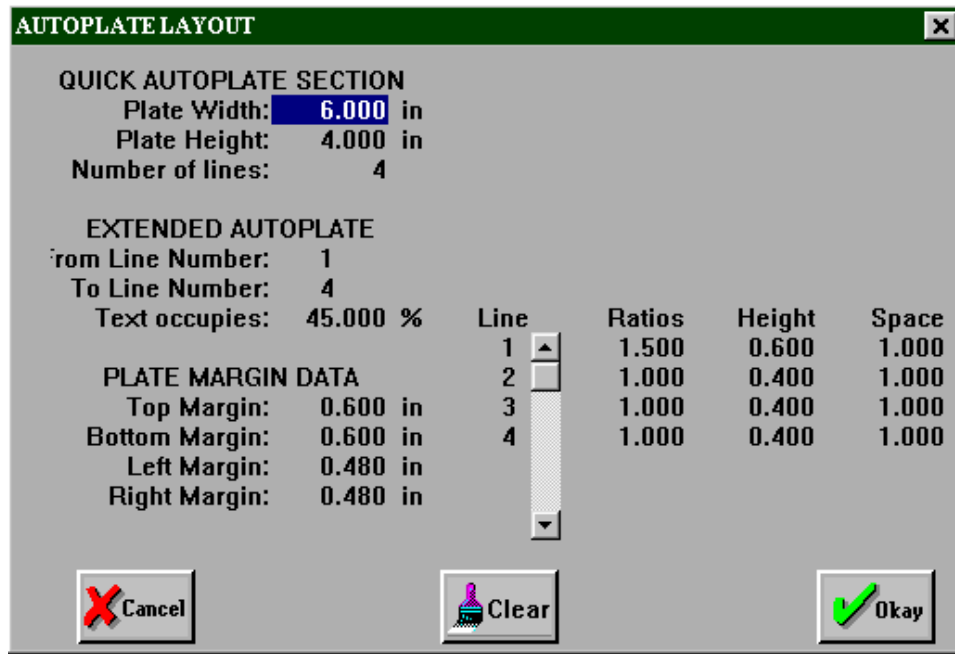 AUTOPLATE LAYOUT
QUICK AUTOPLATE SECTION
Plate Width: 6.000 in
Plate Height: 4.000 in
Number of lines: 4
EXTENDED AUTOPLATE
From Line Number: 1
To Line Number: 4
Text occupies: 45.000 %
Line Ratios Height Space
1 1.500 0.600 1.000
2 1.000 0.400 1.000
3 1.000 0.400 1.000
4 1.000 0.400 1.000
PLATE MARGIN DATA
Top Margin: 0.600 in
Bottom Margin: 0.600 in
Left Margin: 0.480 in
Right Margin: 0.480 in
Cancel
Clear
Okay